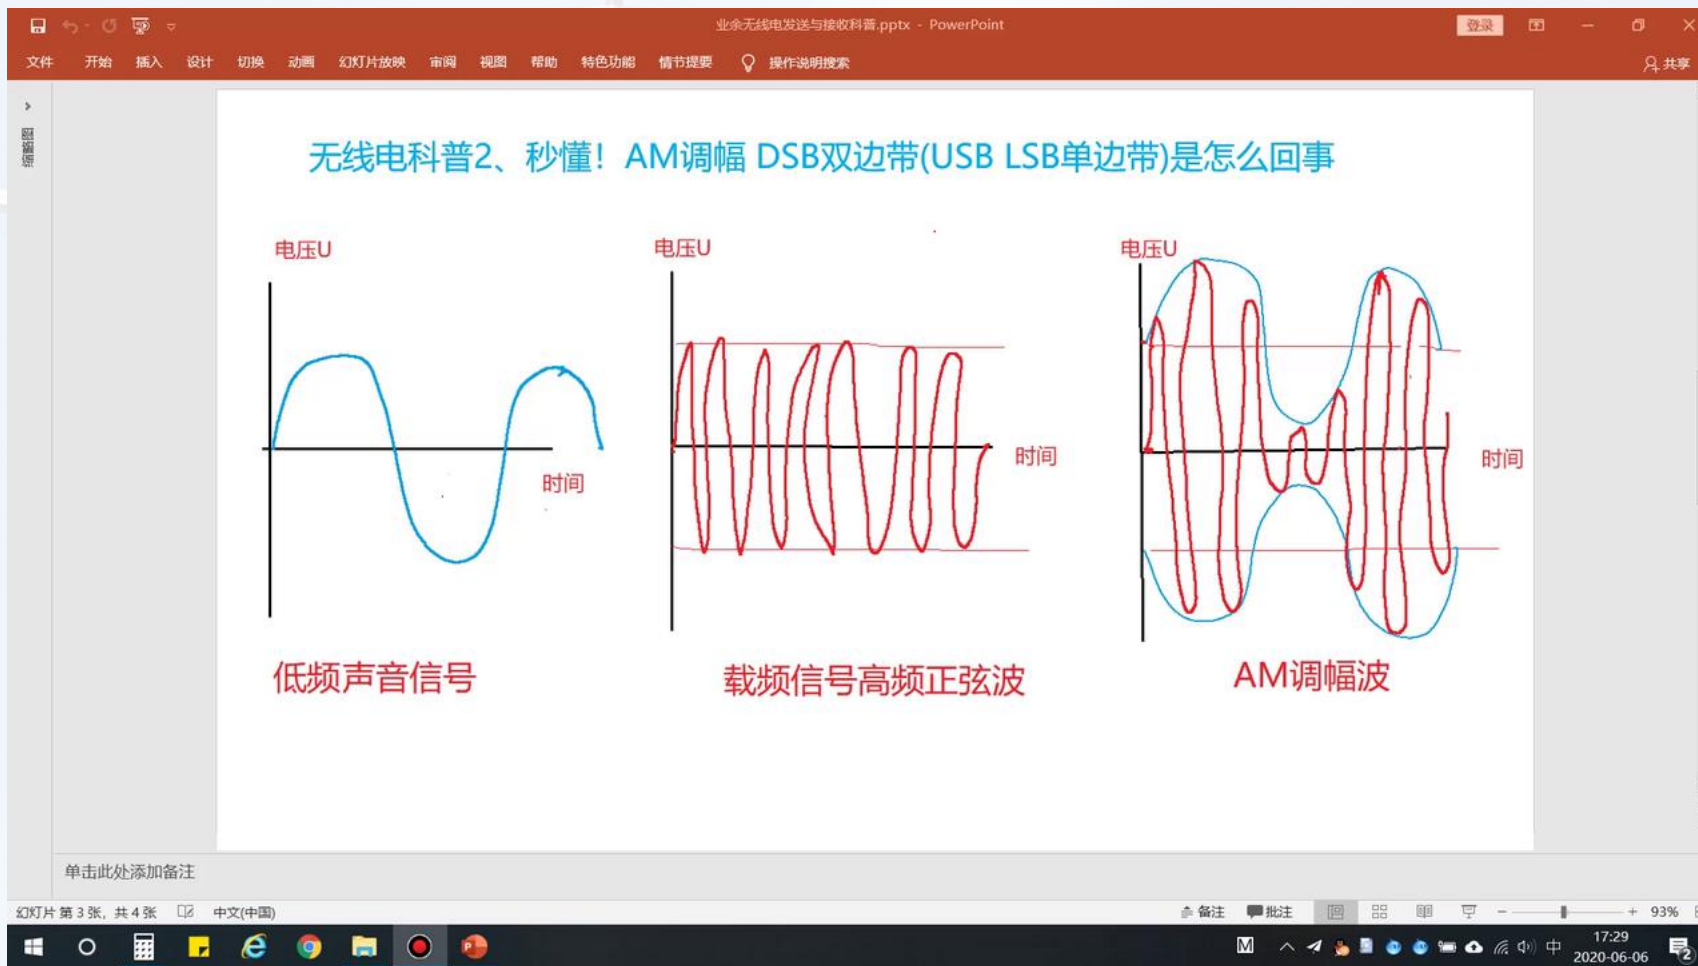 业余无线电发送与接收科普.pptx - PowerPoint
登录
文件 开始 插入 设计 切换 动画 幻灯片放映 审阅 视图 帮助 特色功能 情节提要 操作说明搜索 共享
缩略图
无线电科普2、秒懂！AM调幅 DSB双边带(USB LSB单边带)是怎么回事
电压U
电压U
电压U
时间
时间
时间
低频声音信号
载频信号高频正弦波
AM调幅波
单击此处添加备注
幻灯片 第 3 张，共 4 张 中文(中国) 备注 批注 93%
M 中 17:29
2020-06-06
2